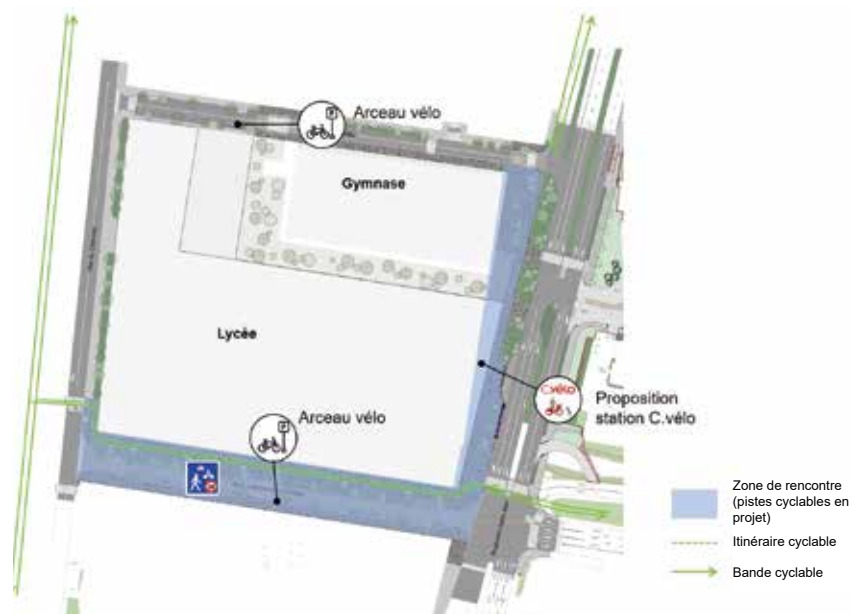 Arceau vélo
Gymnase
Lycée
C.vélo
Proposition
station C.vélo
Arceau vélo
Zone de rencontre
(pistes cyclables en
projet)
Itinéraire cyclable
Bande cyclable